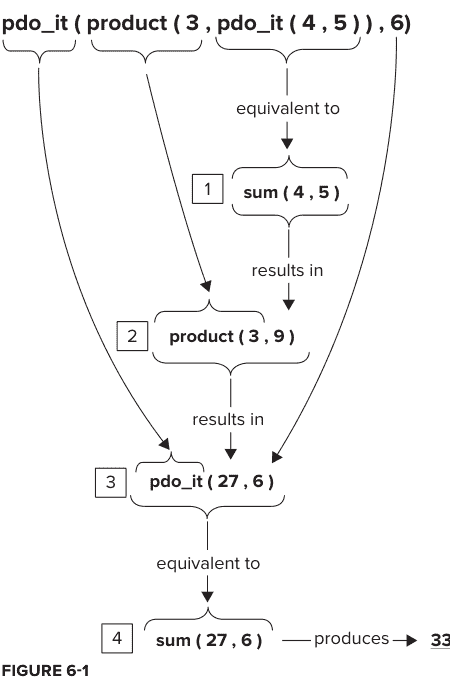 pdo_it ( product ( 3 , pdo_it ( 4 , 5 ) ) , 6)
equivalent to
1 sum ( 4 , 5 )
results in
2 product ( 3 , 9 )
results in
3 pdo_it ( 27 , 6 )
equivalent to
4 sum ( 27 , 6 ) produces 33
FIGURE 6-1